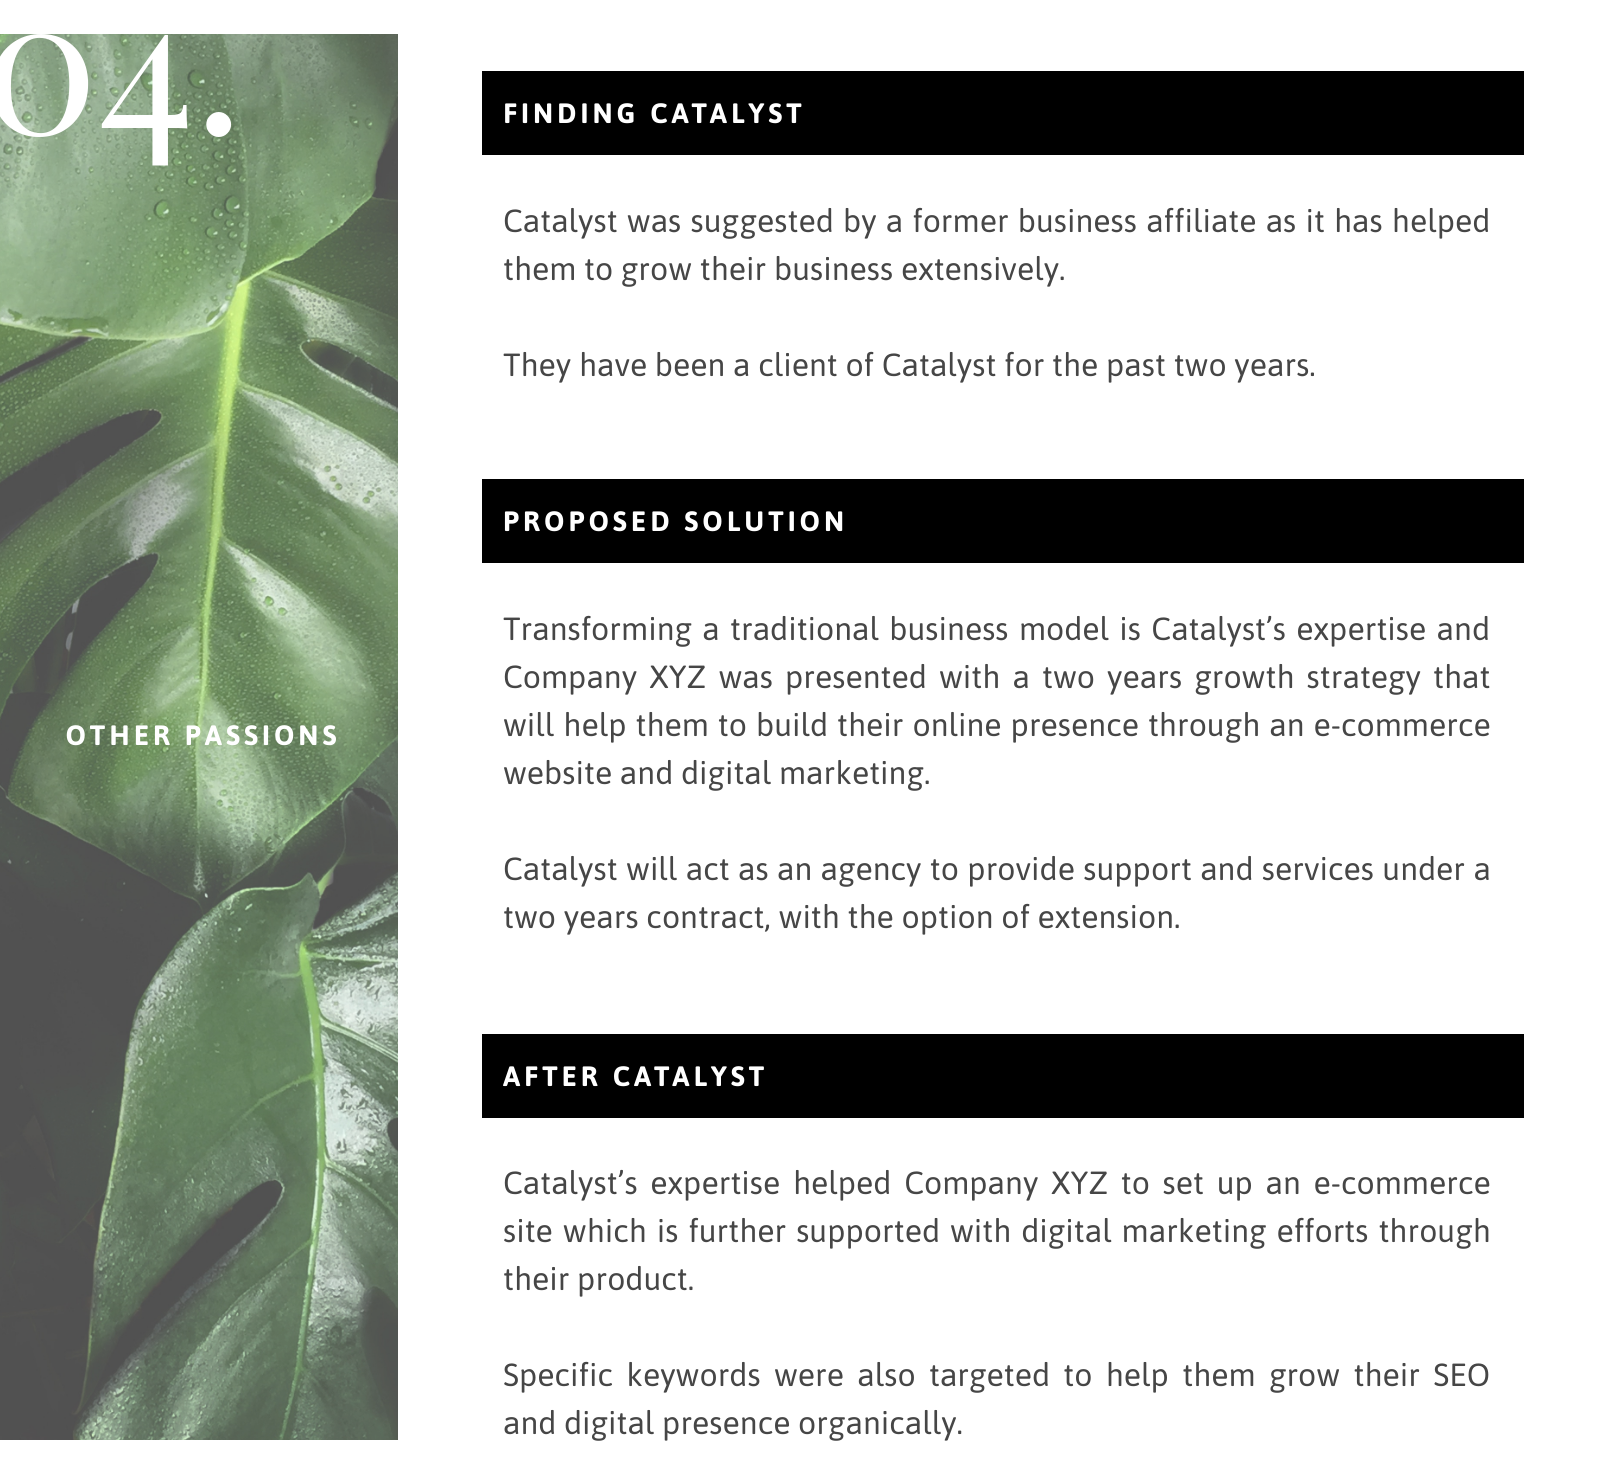 04.
OTHER PASSIONS
FINDING CATALYST
Catalyst was suggested by a former business affiliate as it has helped
them to grow their business extensively.
They have been a client of Catalyst for the past two years.
PROPOSED SOLUTION
Transforming a traditional business model is Catalyst’s expertise and
Company XYZ was presented with a two years growth strategy that
will help them to build their online presence through an e-commerce
website and digital marketing.
Catalyst will act as an agency to provide support and services under a
two years contract, with the option of extension.
AFTER CATALYST
Catalyst’s expertise helped Company XYZ to set up an e-commerce
site which is further supported with digital marketing efforts through
their product.
Specific keywords were also targeted to help them grow their SEO
and digital presence organically.